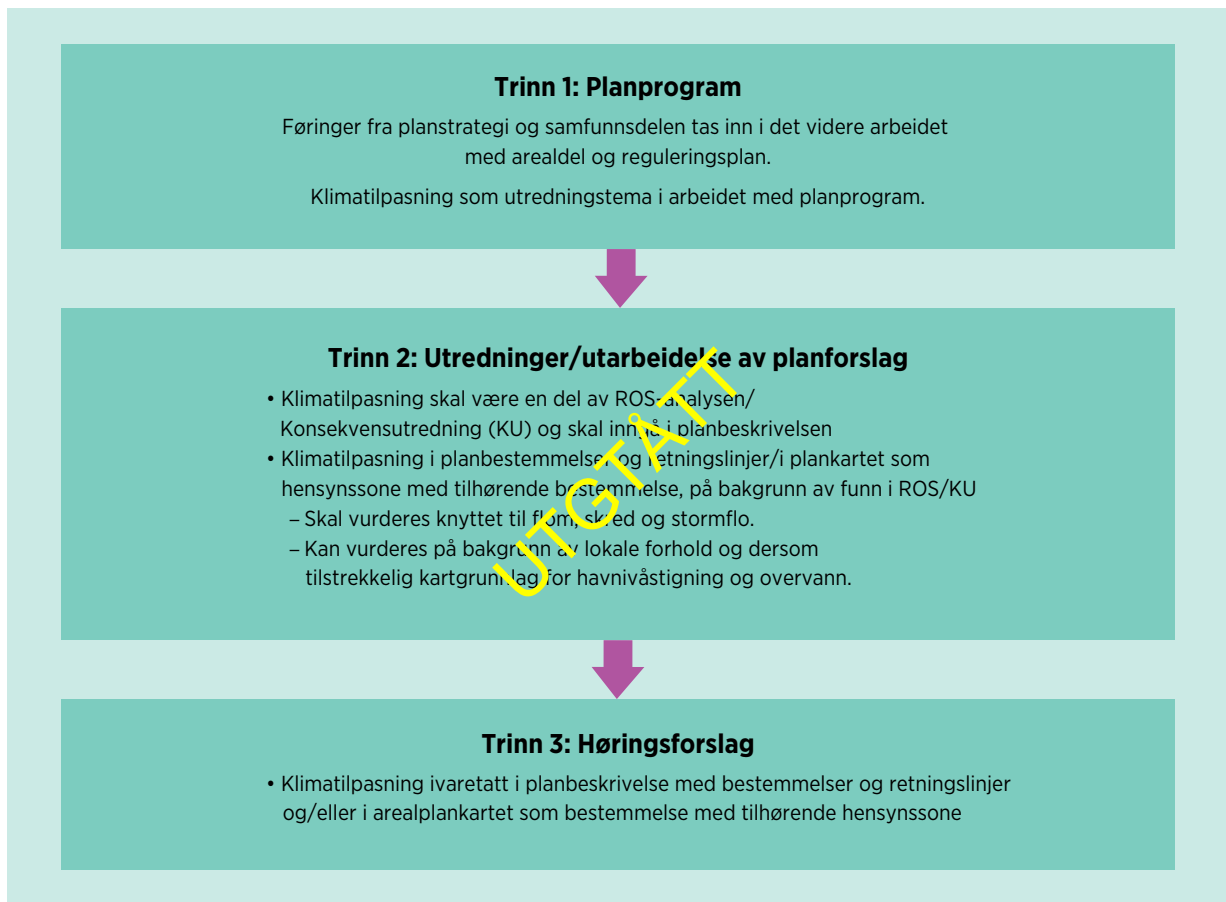 Trinn 1: Planprogram
Føringer fra planstrategi og samfunnsdelen tas inn i det videre arbeidet
med arealdel og reguleringsplan.
Klimatilpasning som utredningstema i arbeidet med planprogram.
Trinn 2: Utredninger/utarbeidelse av planforslag
• Klimatilpasning skal være en del av ROS-analysen/
Konsekvensutredning (KU) og skal inngå i planbeskrivelsen
• Klimatilpasning i planbestemmelser og retningslinjer/i plankartet som
hensynssone med tilhørende bestemmelse, på bakgrunn av funn i ROS/KU
– Skal vurderes knyttet til flom, skred og stormflo.
– Kan vurderes på bakgrunn av lokale forhold og dersom
tilstrekkelig kartgrunnlag for havnivåstigning og overvann.
UTGTÅTT
Trinn 3: Høringsforslag
• Klimatilpasning ivaretatt i planbeskrivelse med bestemmelser og retningslinjer
og/eller i arealplankartet som bestemmelse med tilhørende hensynssone